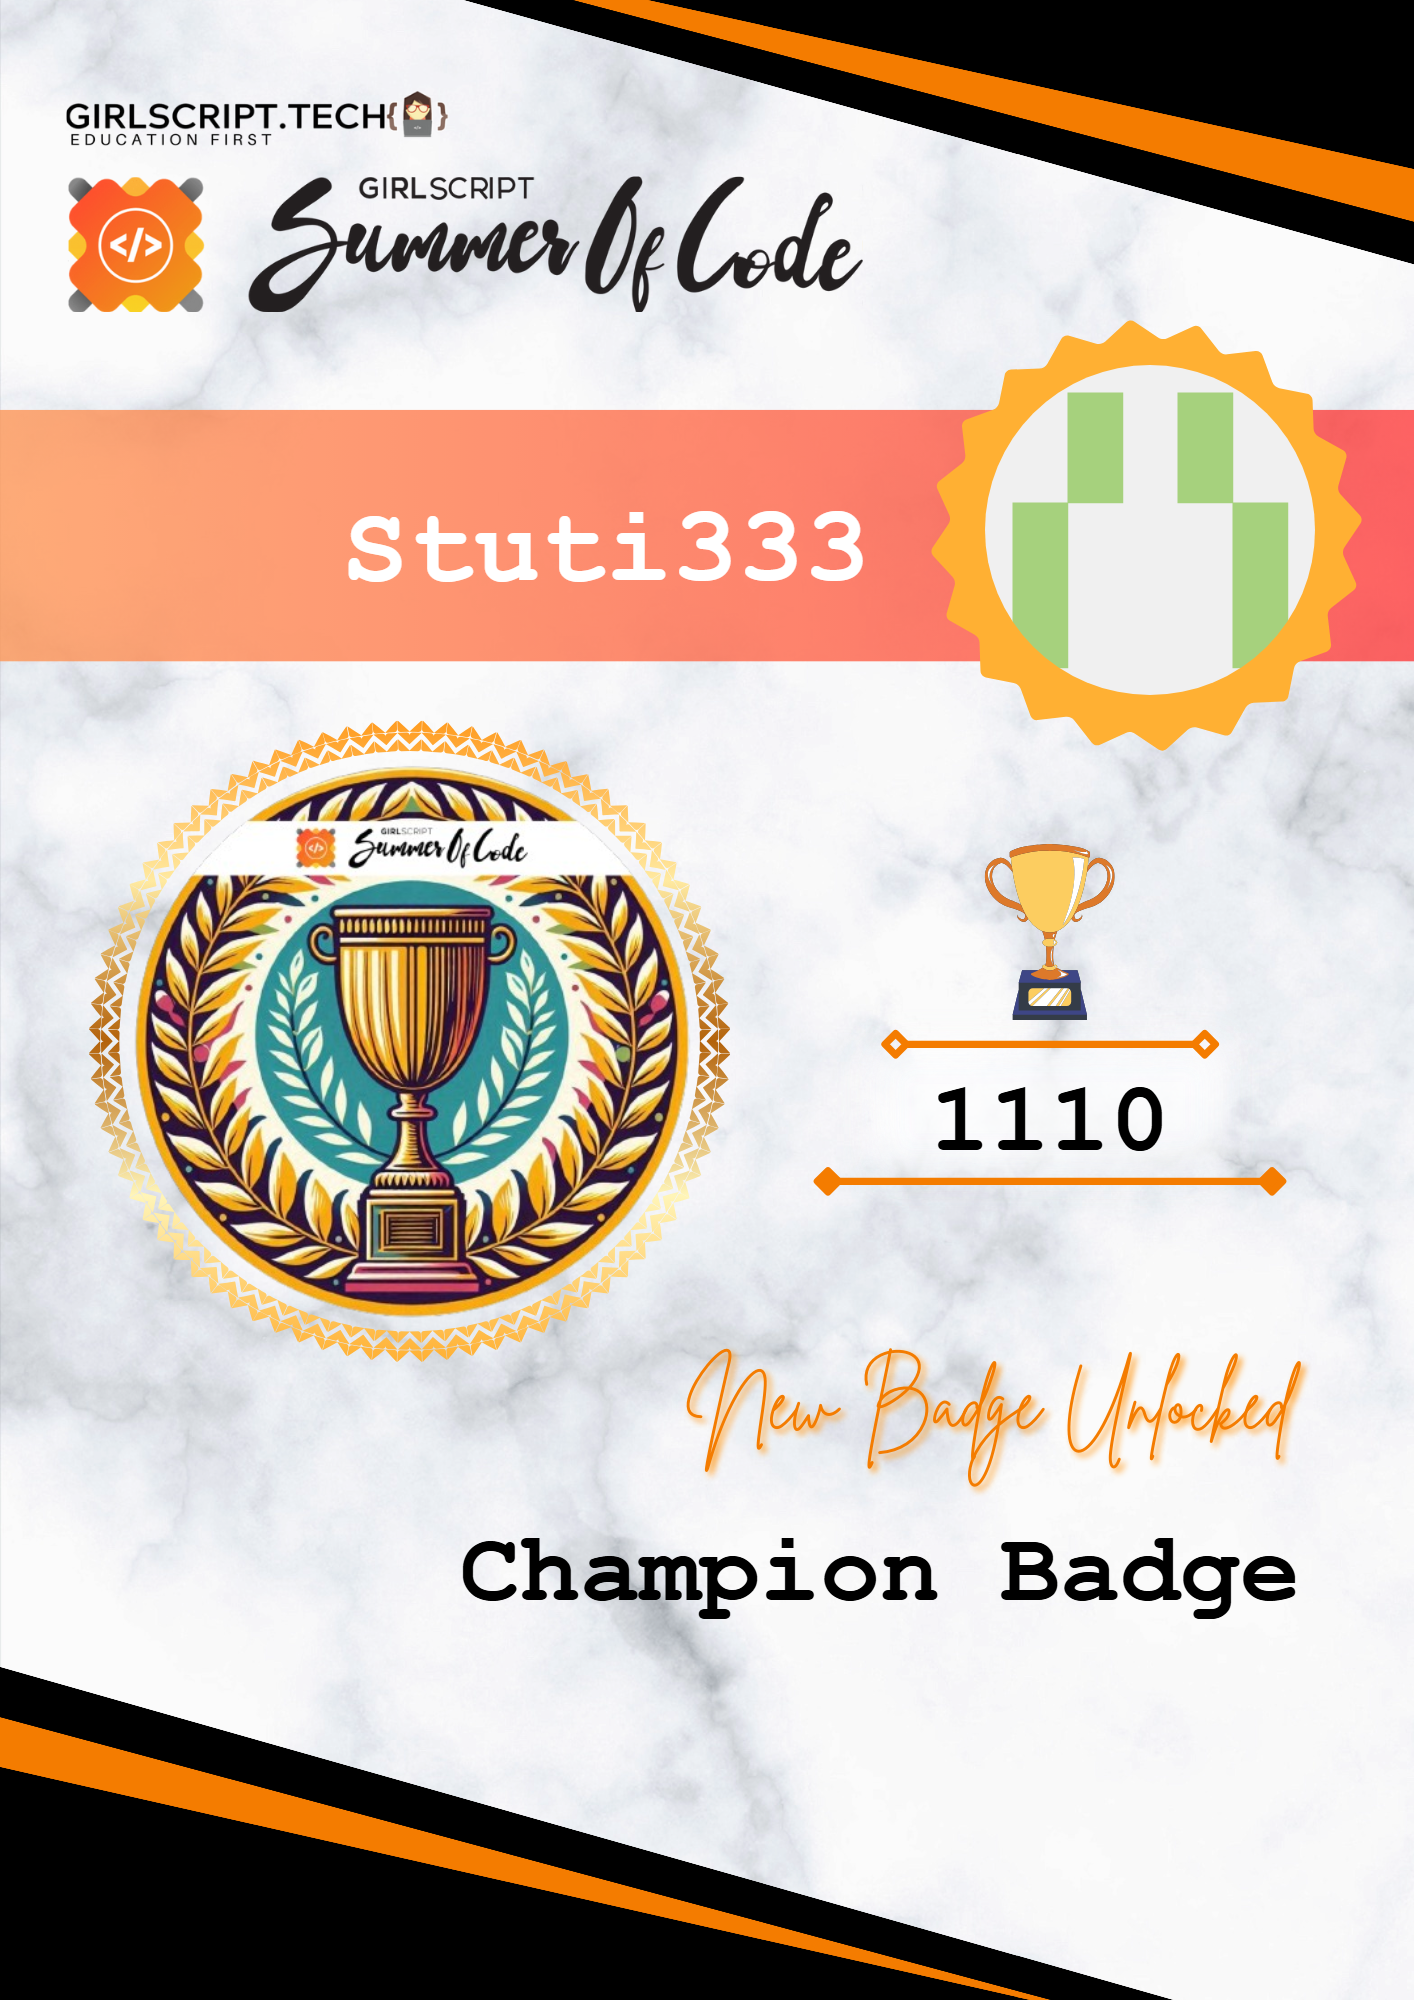 GIRLSCRIPT.TECH{ }
EDUCATION FIRST
GIRLSCRIPT
Summer Of Code
</>
Stuti333
GIRLSCRIPT
Summer Of Code
</>
1110
New Badge Unlocked
Champion Badge